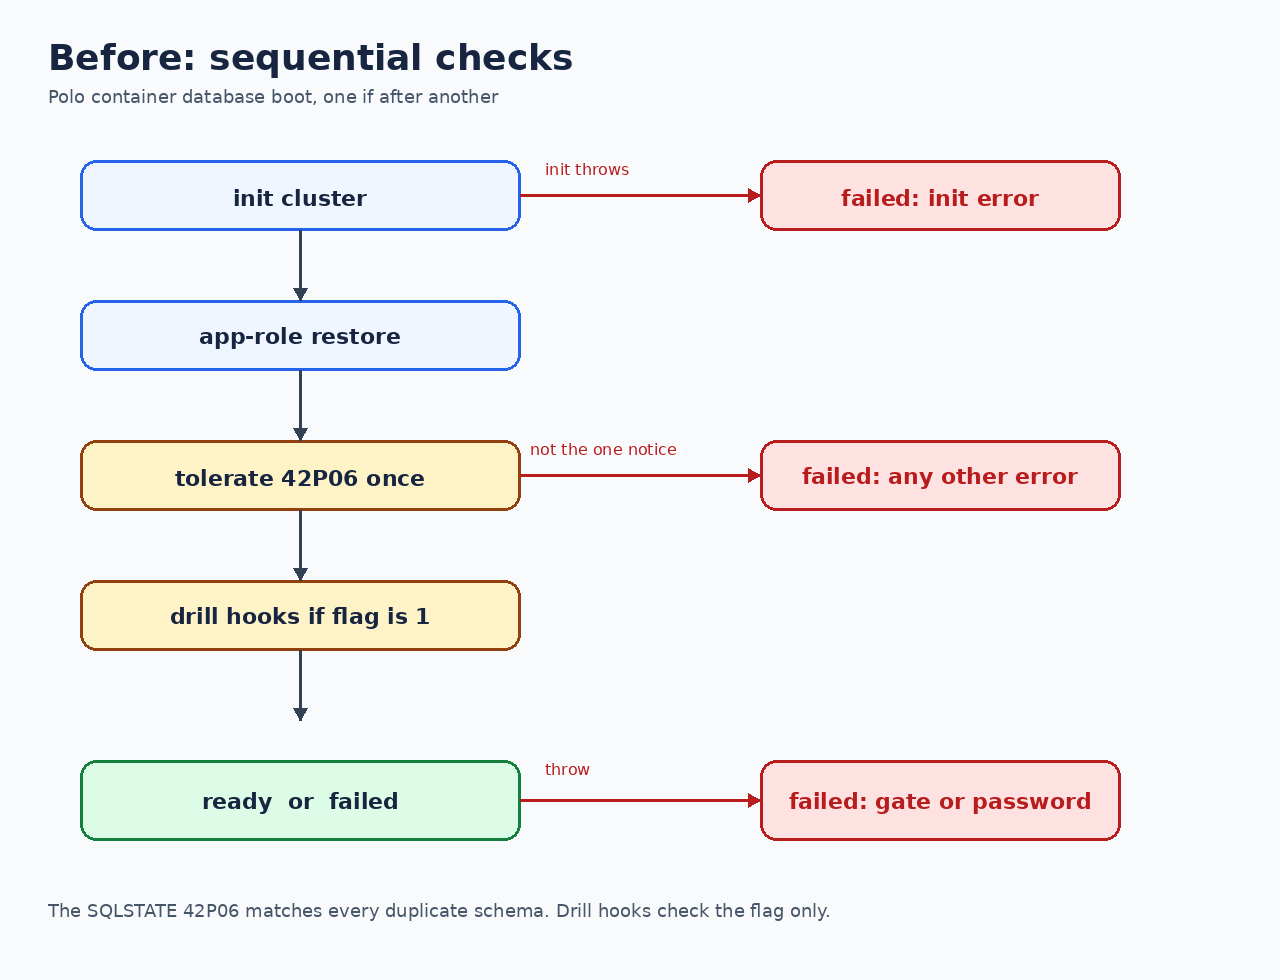 Before: sequential checks
Polo container database boot, one if after another
init cluster
init throws
failed: init error
app-role restore
tolerate 42P06 once
not the one notice
failed: any other error
drill hooks if flag is 1
ready or failed
throw
failed: gate or password
The SQLSTATE 42P06 matches every duplicate schema. Drill hooks check the flag only.